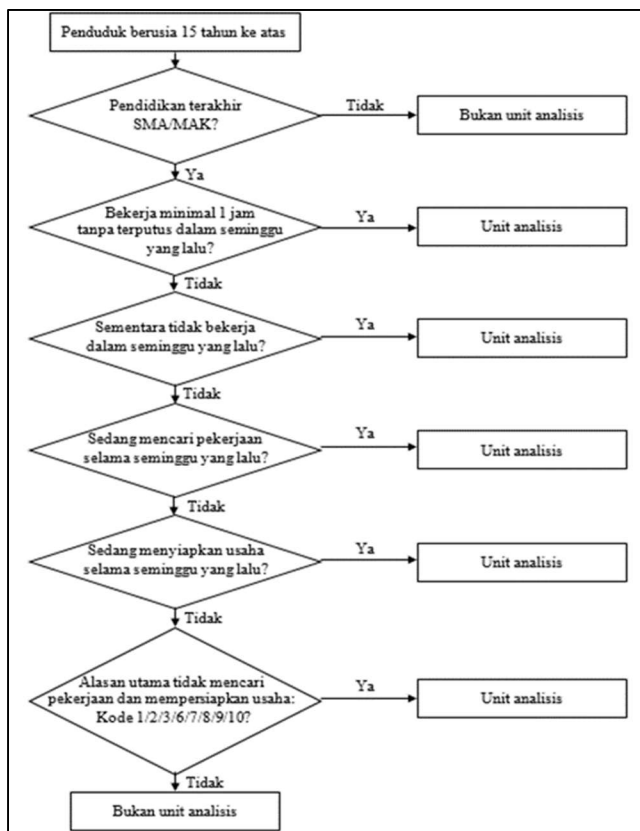 Penduduk berusia 15 tahun ke atas
Pendidikan terakhir
SMA/MAK?
Tidak
Bukan unit analisis
Ya
Bekerja minimal 1 jam
tanpa terputus dalam seminggu
yang lalu?
Ya
Unit analisis
Tidak
Sementara tidak bekerja
dalam seminggu yang lalu?
Ya
Unit analisis
Tidak
Sedang mencari pekerjaan
selama seminggu yang lalu?
Ya
Unit analisis
Tidak
Sedang menyiapkan usaha
selama seminggu yang lalu?
Ya
Unit analisis
Tidak
Alasan utama tidak mencari
pekerjaan dan mempersiapkan usaha:
Kode 1/2/3/6/7/8/9/10?
Ya
Unit analisis
Tidak
Bukan unit analisis